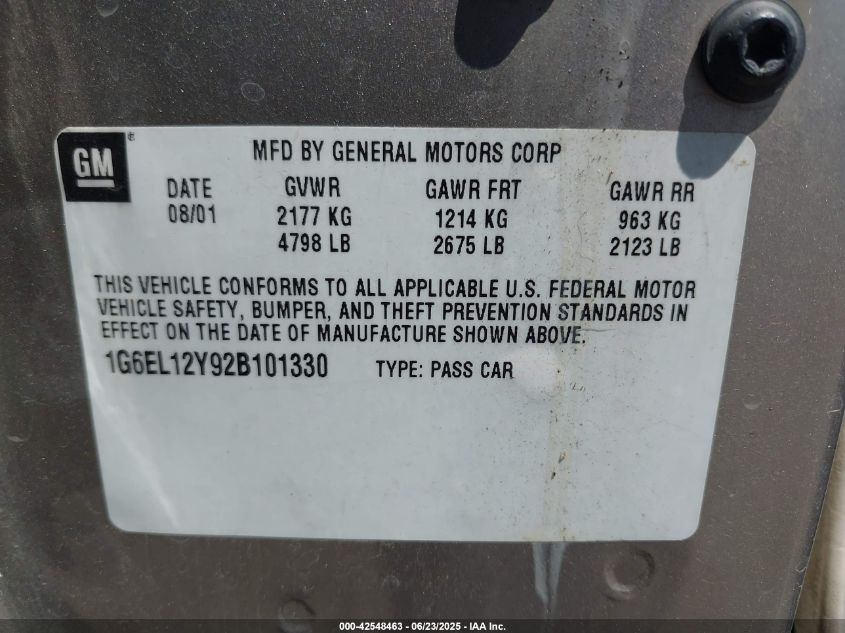 GM®
MFD BY GENERAL MOTORS CORP
DATE GVWR GAWR FRT GAWR RR
08/01 2177 KG 1214 KG 963 KG
4798 LB 2675 LB 2123 LB
THIS VEHICLE CONFORMS TO ALL APPLICABLE U.S. FEDERAL MOTOR
VEHICLE SAFETY, BUMPER, AND THEFT PREVENTION STANDARDS IN
EFFECT ON THE DATE OF MANUFACTURE SHOWN ABOVE.
1G6EL12Y92B101330 TYPE: PASS CAR
000-42548463 - 06/23/2025 - IAA Inc.